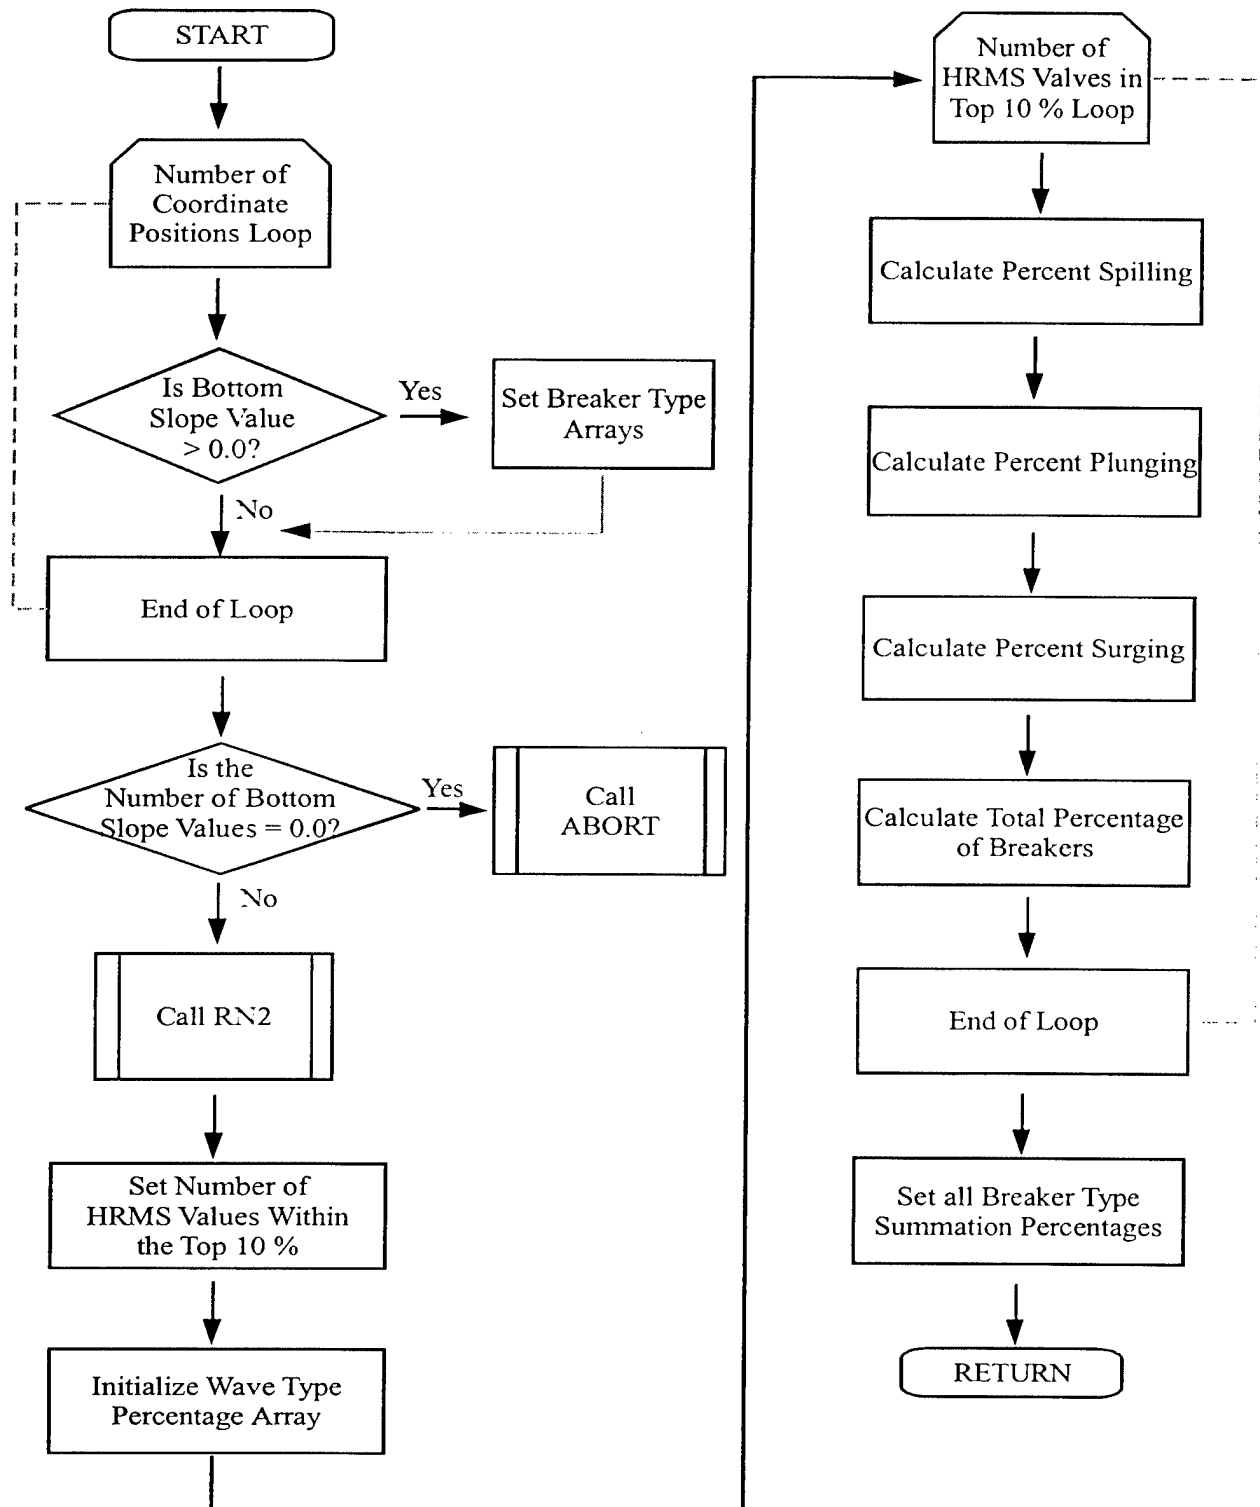 START
Number of
Coordinate
Positions Loop
Is Bottom
Slope Value
> 0.0?
Yes
Set Breaker Type
Arrays
No
End of Loop
Is the
Number of Bottom
Slope Values = 0.0?
Yes
Call
ABORT
No
Call RN2
Set Number of
HRMS Values Within
the Top 10 %
Initialize Wave Type
Percentage Array
Number of
HRMS Valves in
Top 10 % Loop
Calculate Percent Spilling
Calculate Percent Plunging
Calculate Percent Surging
Calculate Total Percentage
of Breakers
End of Loop
Set all Breaker Type
Summation Percentages
RETURN